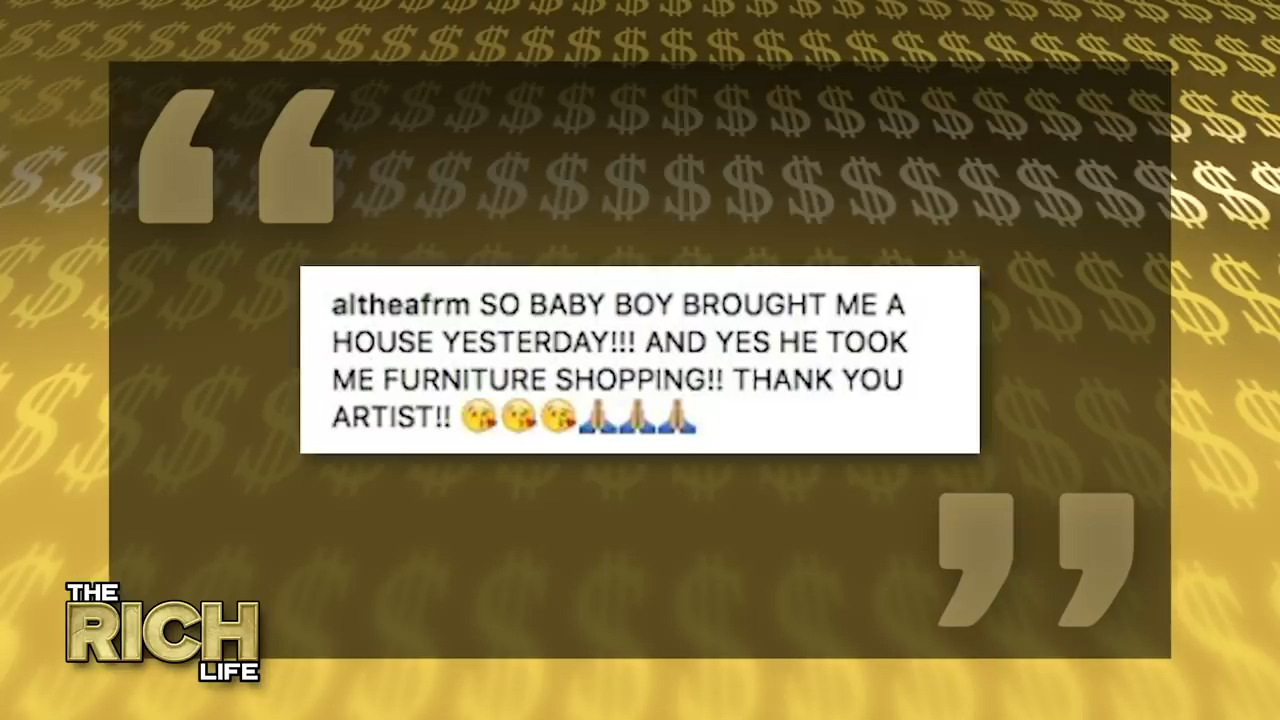 altheafrm SO BABY BOY BROUGHT ME A
HOUSE YESTERDAY!!! AND YES HE TOOK
ME FURNITURE SHOPPING!! THANK YOU
ARTIST!! 😘😘😘🙏🏽🙏🏽🙏🏽
THE
RICH
LIFE